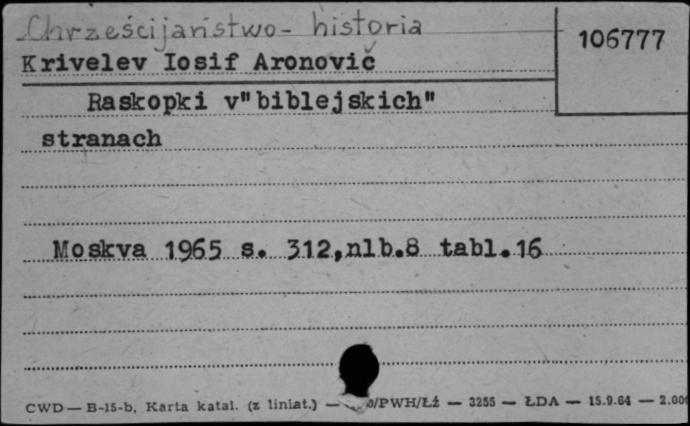 Chrześcijaństwo - historia
106777
Krivelev Iosif Aronovič
Raskopki v"biblejskich"
stranach
Moskva 1965 s. 312,nlb.8 tabl.16
CWD — B-15-b, Karta katal. (z liniat.) — /PWH/Łź — 3255 — ŁDA — 15.9.64 — 2.00